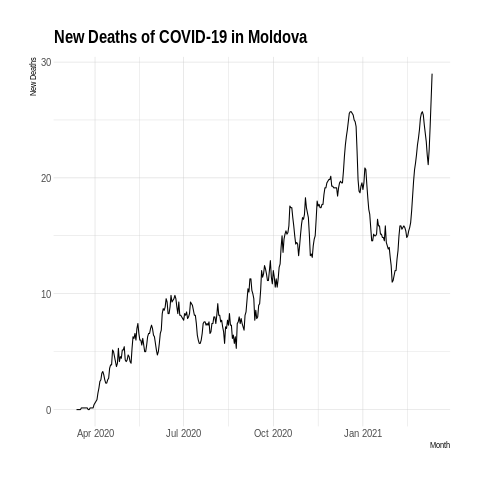 New Deaths of COVID-19 in Moldova
New Deaths
30
20
10
0
Apr 2020
Jul 2020
Oct 2020
Jan 2021
Month